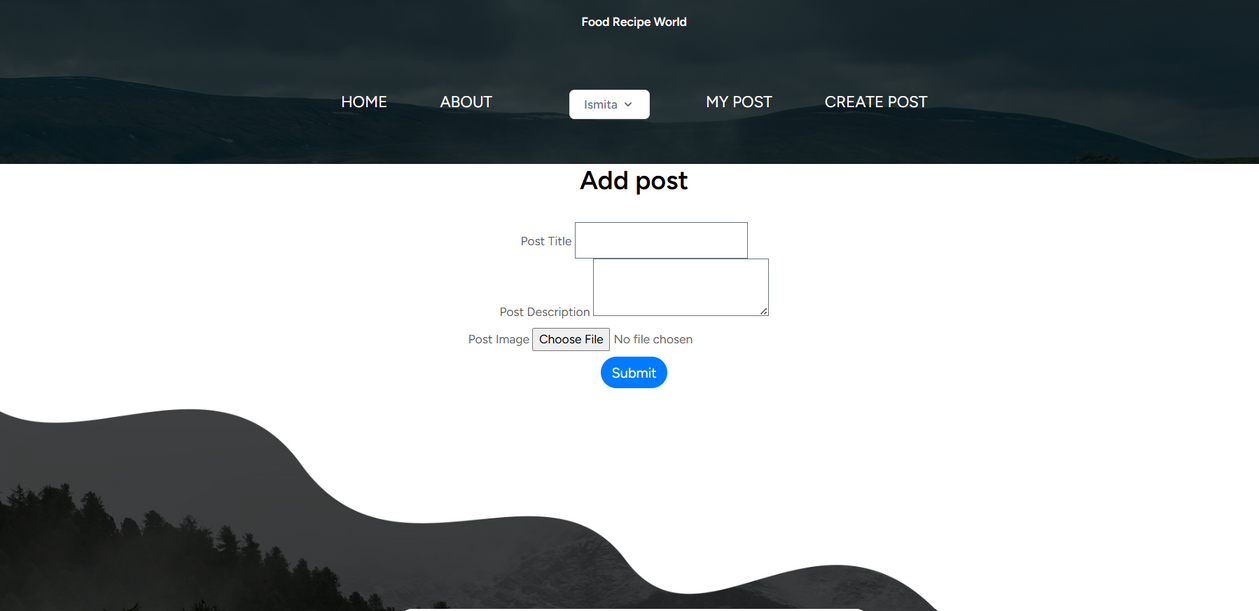 Food Recipe World
HOME ABOUT Ismita MY POST CREATE POST
Add post
Post Title
Post Description
Post Image Choose File No file chosen
Submit